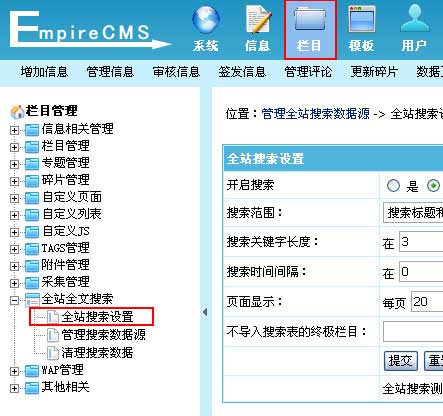 EmpireCMS
系统 信息 栏目 模板 用户
增加信息 管理信息 审核信息 签发信息 管理评论 更新碎片
栏目管理
信息相关管理
栏目管理
专题管理
碎片管理
自定义页面
自定义列表
自定义JS
TAGS管理
附件管理
采集管理
全站全文搜索
全站搜索设置
管理搜索数据源
清理搜索数据
WAP管理
其他相关
位置：管理全站搜索数据源 -> 全站搜索
全站搜索设置
开启搜索 是
搜索范围： 搜索标题和
搜索关键字长度： 在 3
搜索时间间隔： 在 0
页面显示： 每页 20
不导入搜索表的终极栏目：
提交
全站搜索测